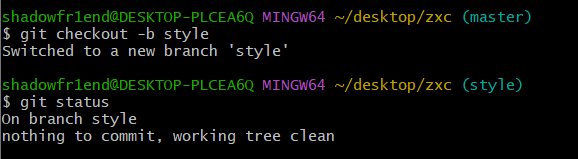 shadowfr1end@DESKTOP-PLCEA6Q MINGW64 ~/desktop/zxc (master)
$ git checkout -b style
Switched to a new branch 'style'
shadowfr1end@DESKTOP-PLCEA6Q MINGW64 ~/desktop/zxc (style)
$ git status
On branch style
nothing to commit, working tree clean